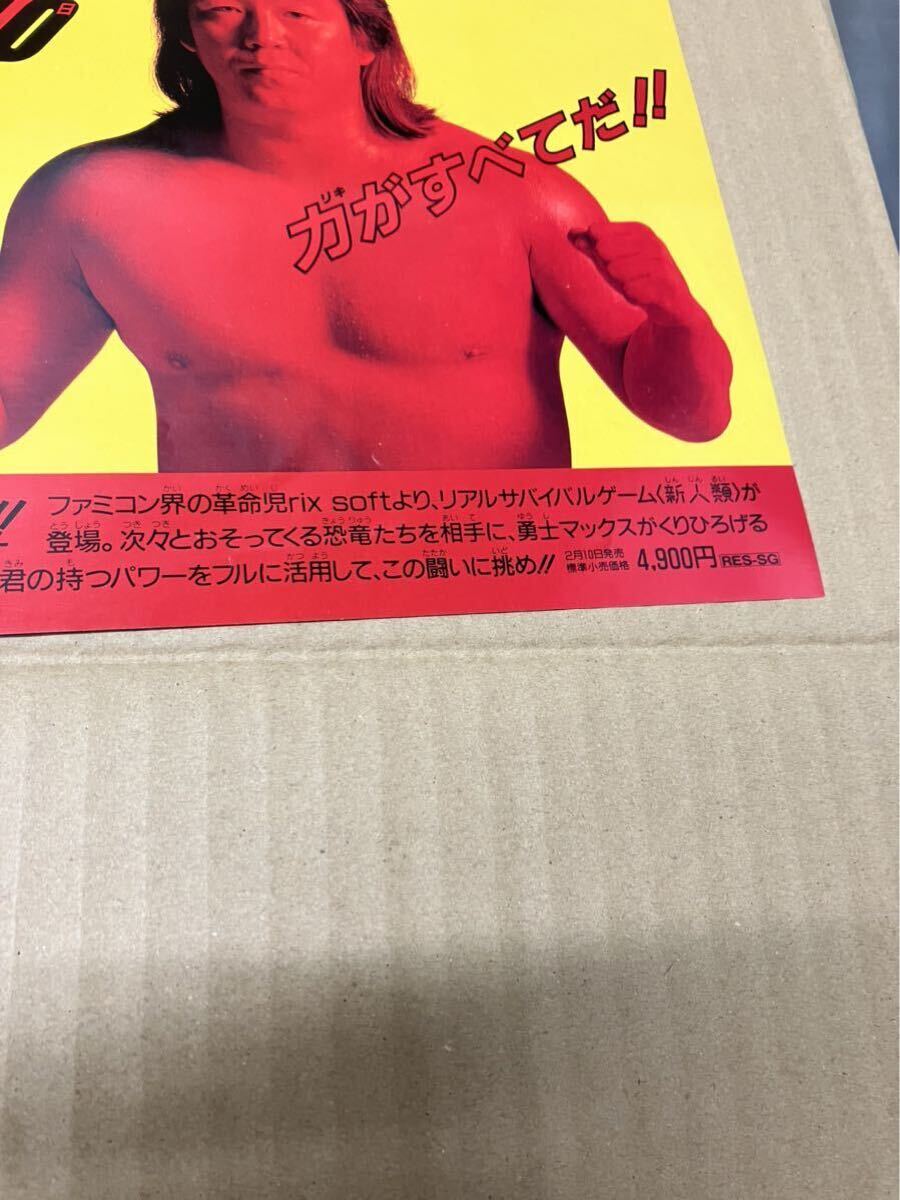 0日
力がすべてだ!!
リキ
!!
ファミコン界の革命児rix softより、リアルサバイバルゲーム〈新人類〉が
登場。次々とおそってくる恐竜たちを相手に、勇士マックスがくりひろげる
君の持つパワーをフルに活用して、この闘いに挑め!!
2月10日発売
標準小売価格 4,900円 RES-SG